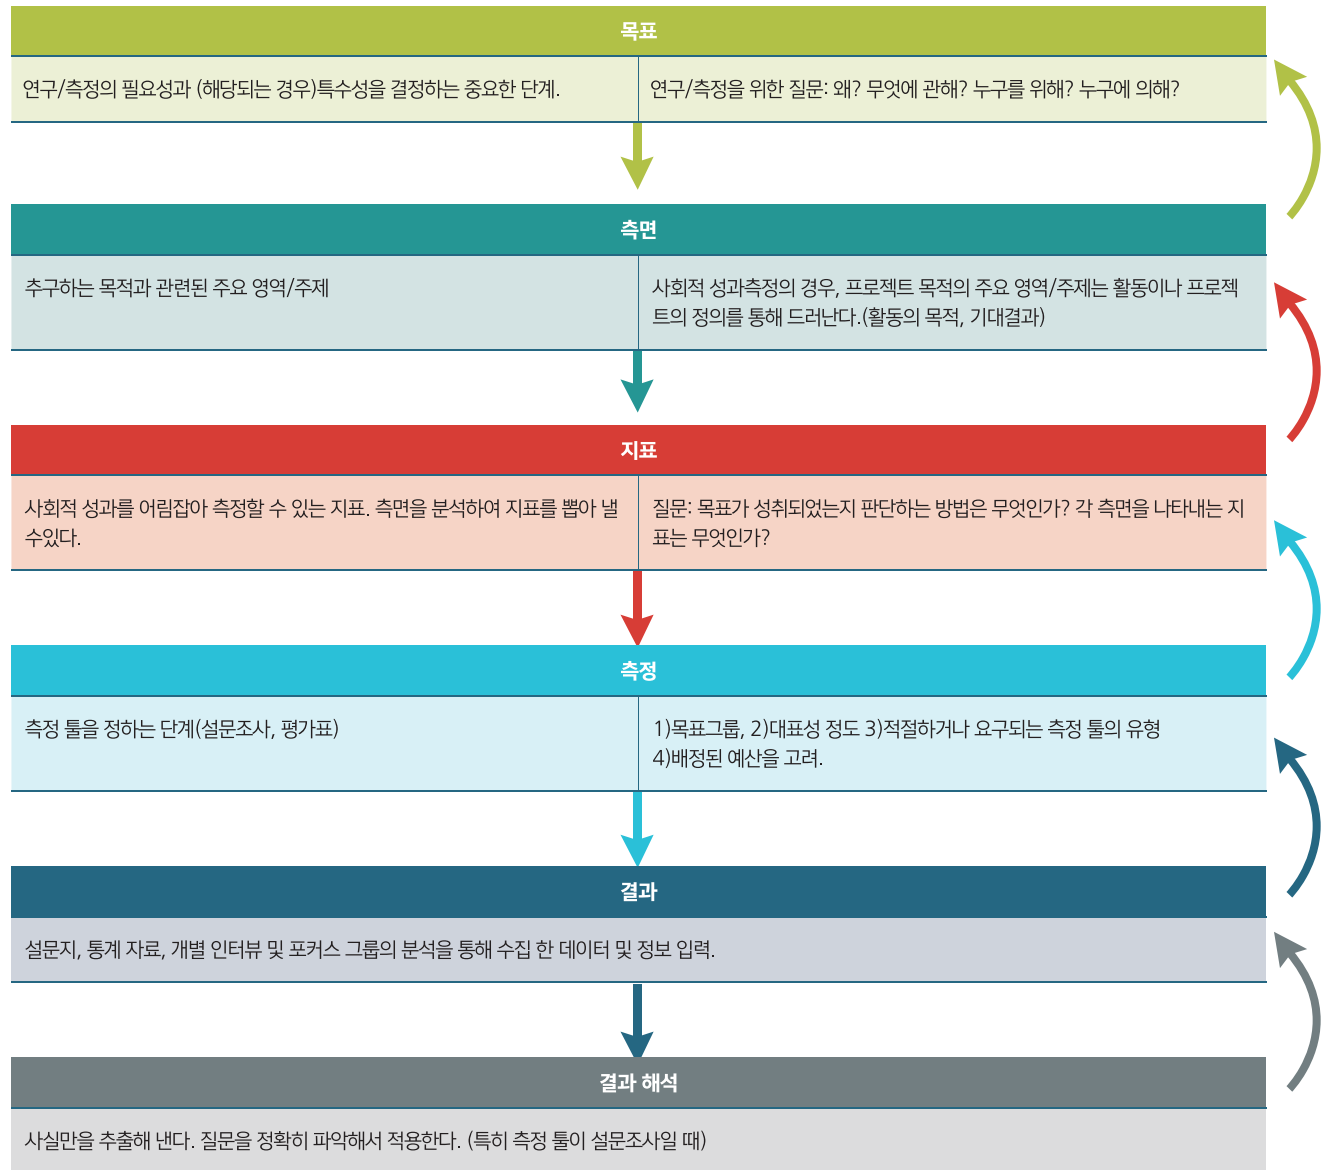 목표
연구/측정의 필요성과 (해당되는 경우)특수성을 결정하는 중요한 단계.
연구/측정을 위한 질문: 왜? 무엇에 관해? 누구를 위해? 누구에 의해?
측면
추구하는 목적과 관련된 주요 영역/주제
사회적 성과측정의 경우, 프로젝트 목적의 주요 영역/주제는 활동이나 프로젝
트의 정의를 통해 드러난다.(활동의 목적, 기대결과)
지표
사회적 성과를 어림잡아 측정할 수 있는 지표. 측면을 분석하여 지표를 뽑아 낼
수있다.
질문: 목표가 성취되었는지 판단하는 방법은 무엇인가? 각 측면을 나타내는 지
표는 무엇인가?
측정
측정 툴을 정하는 단계(설문조사, 평가표)
1)목표그룹, 2)대표성 정도 3)적절하거나 요구되는 측정 툴의 유형
4)배정된 예산을 고려.
결과
설문지, 통계 자료, 개별 인터뷰 및 포커스 그룹의 분석을 통해 수집 한 데이터 및 정보 입력.
결과 해석
사실만을 추출해 낸다. 질문을 정확히 파악해서 적용한다. (특히 측정 툴이 설문조사일 때)